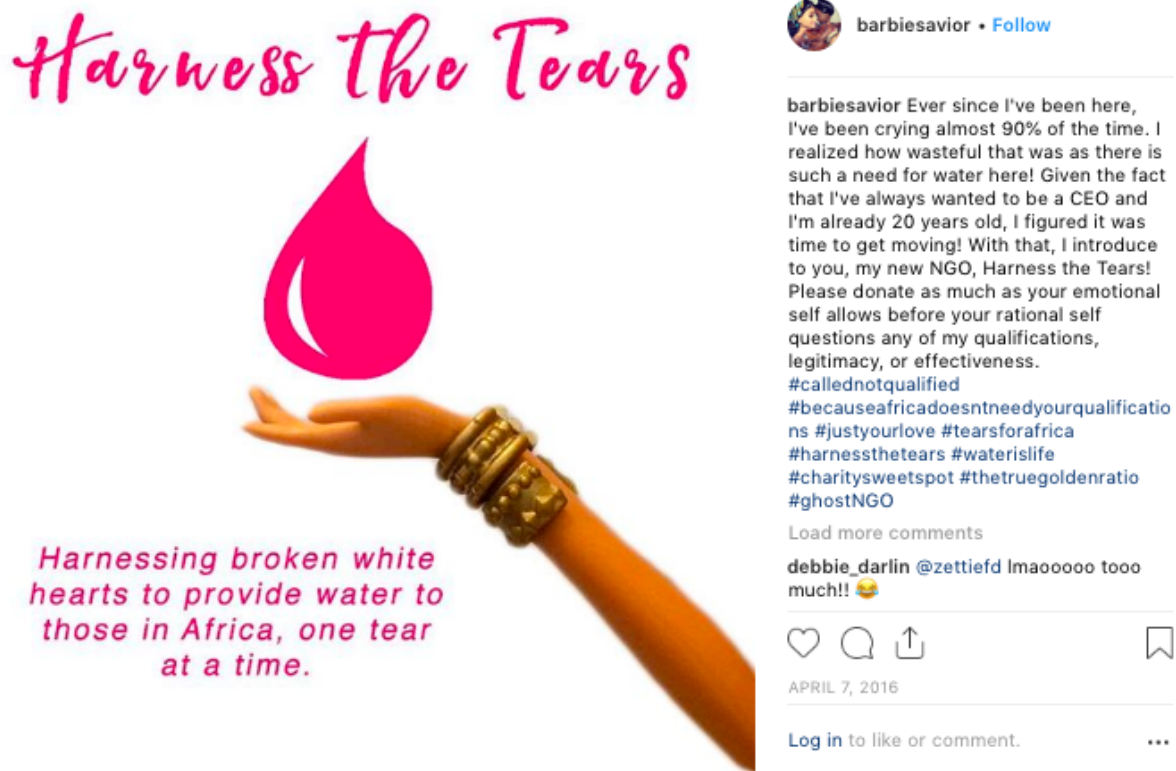 Harness the Tears
Harnessing broken white
hearts to provide water to
those in Africa, one tear
at a time.
barbiesavior • Follow
barbiesavior Ever since I've been here,
I've been crying almost 90% of the time. I
realized how wasteful that was as there is
such a need for water here! Given the fact
that I've always wanted to be a CEO and
I'm already 20 years old, I figured it was
time to get moving! With that, I introduce
to you, my new NGO, Harness the Tears!
Please donate as much as your emotional
self allows before your rational self
questions any of my qualifications,
legitimacy, or effectiveness.
#callednotqualified
#becauseafricadoesntneedyourqualificatio
ns #justyourlove #tearsforafrica
#harnessthetears #waterislife
#charitysweetspot #thetruegoldenratio
#ghostNGO
Load more comments
debbie_darlin @zettiefd lmaooooo tooo
much!! 😂
APRIL 7, 2016
Log in to like or comment.